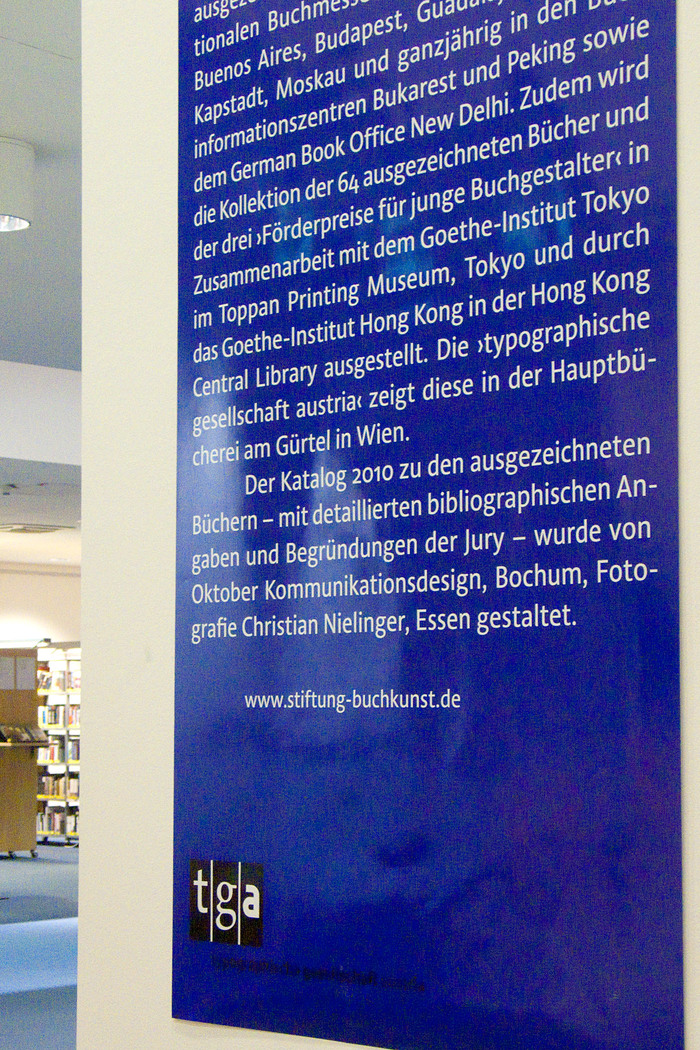 tionalen Buchmesse
Buenos Aires, Budapest,
Kapstadt, Moskau und ganzjährig in den
informationszentren Bukarest und Peking sowie
dem German Book Office New Delhi. Zudem wird
die Kollektion der 64 ausgezeichneten Bücher und
der drei ›Förderpreise für junge Buchgestalter‹ in
Zusammenarbeit mit dem Goethe-Institut Tokyo
im Toppan Printing Museum, Tokyo und durch
das Goethe-Institut Hong Kong in der Hong Kong
Central Library ausgestellt. Die ›typographische
gesellschaft austria‹ zeigt diese in der Hauptbü-
cherei am Gürtel in Wien.
Der Katalog 2010 zu den ausgezeichneten
Büchern – mit detaillierten bibliographischen An-
gaben und Begründungen der Jury – wurde von
Oktober Kommunikationsdesign, Bochum, Foto-
grafie Christian Nielinger, Essen gestaltet.
www.stiftung-buchkunst.de
tga